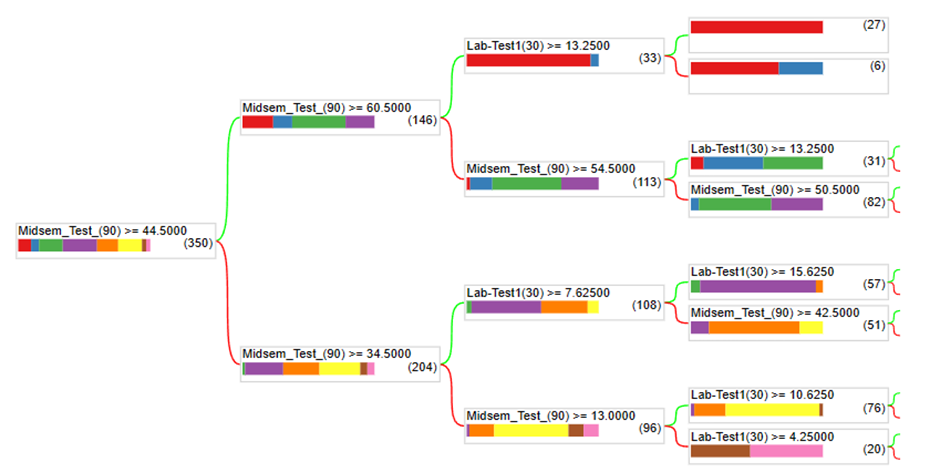 Midsem_Test_(90) >= 44.5000
(350)
Midsem_Test_(90) >= 60.5000
(146)
Midsem_Test_(90) >= 34.5000
(204)
Lab-Test1(30) >= 13.2500
(33)
Midsem_Test_(90) >= 54.5000
(113)
Lab-Test1(30) >= 7.62500
(108)
Midsem_Test_(90) >= 13.0000
(96)
(27)
(6)
Lab-Test1(30) >= 13.2500
(31)
Midsem_Test_(90) >= 50.5000
(82)
Lab-Test1(30) >= 15.6250
(57)
Midsem_Test_(90) >= 42.5000
(51)
Lab-Test1(30) >= 10.6250
(76)
Lab-Test1(30) >= 4.25000
(20)